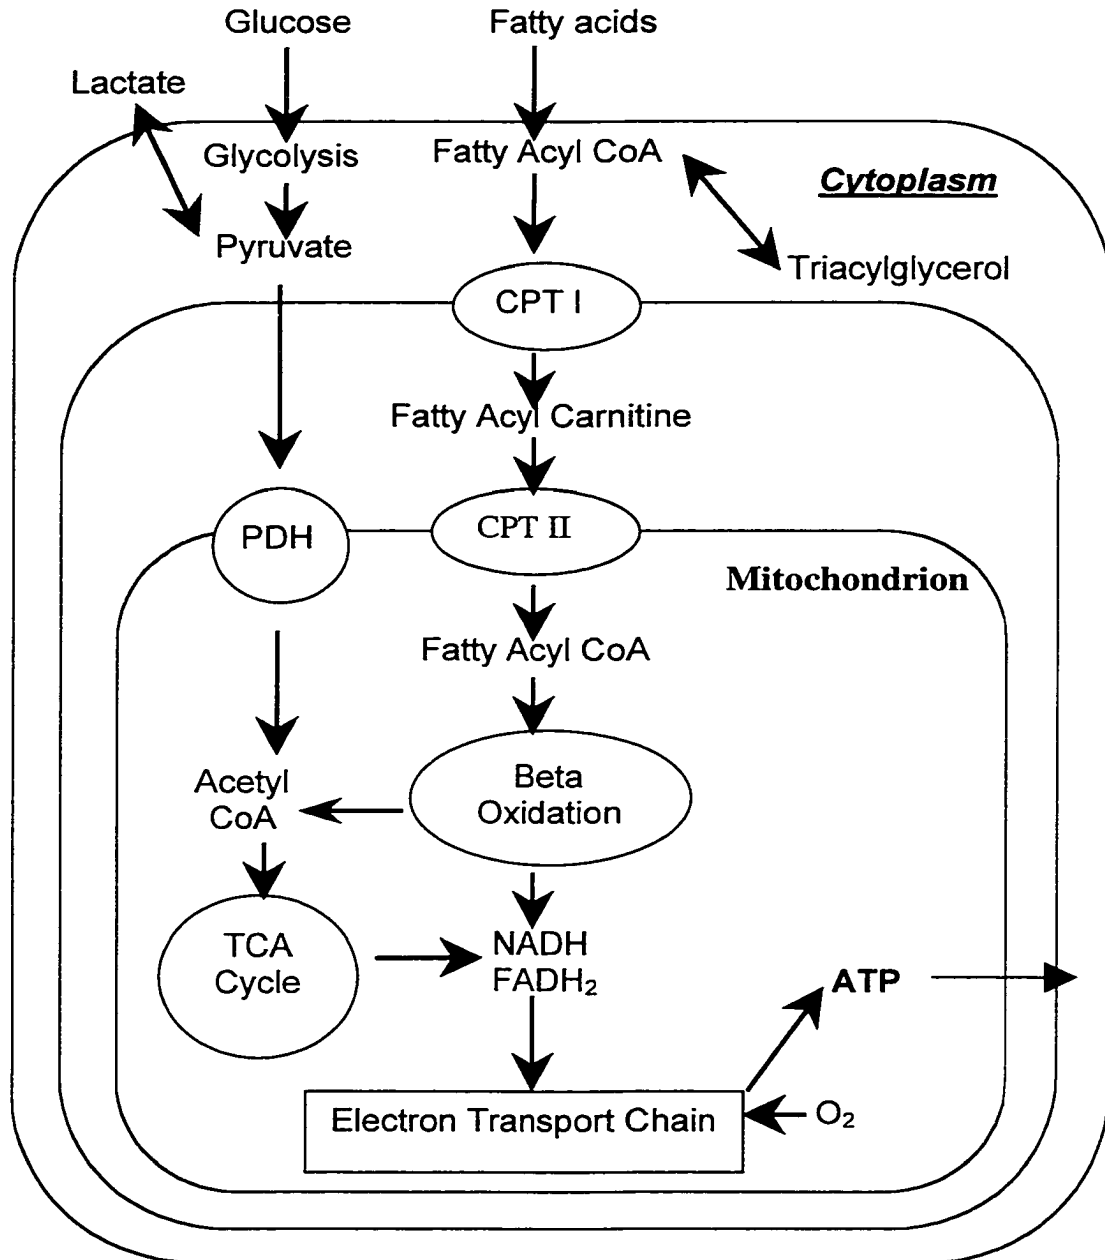 Glucose
Fatty acids
Lactate
Glycolysis
Fatty Acyl CoA
Cytoplasm
Pyruvate
Triacylglycerol
CPT I
Fatty Acyl Carnitine
PDH
CPT II
Mitochondrion
Fatty Acyl CoA
Acetyl
CoA
Beta
Oxidation
TCA
Cycle
NADH
FADH₂
ATP
Electron Transport Chain
O₂